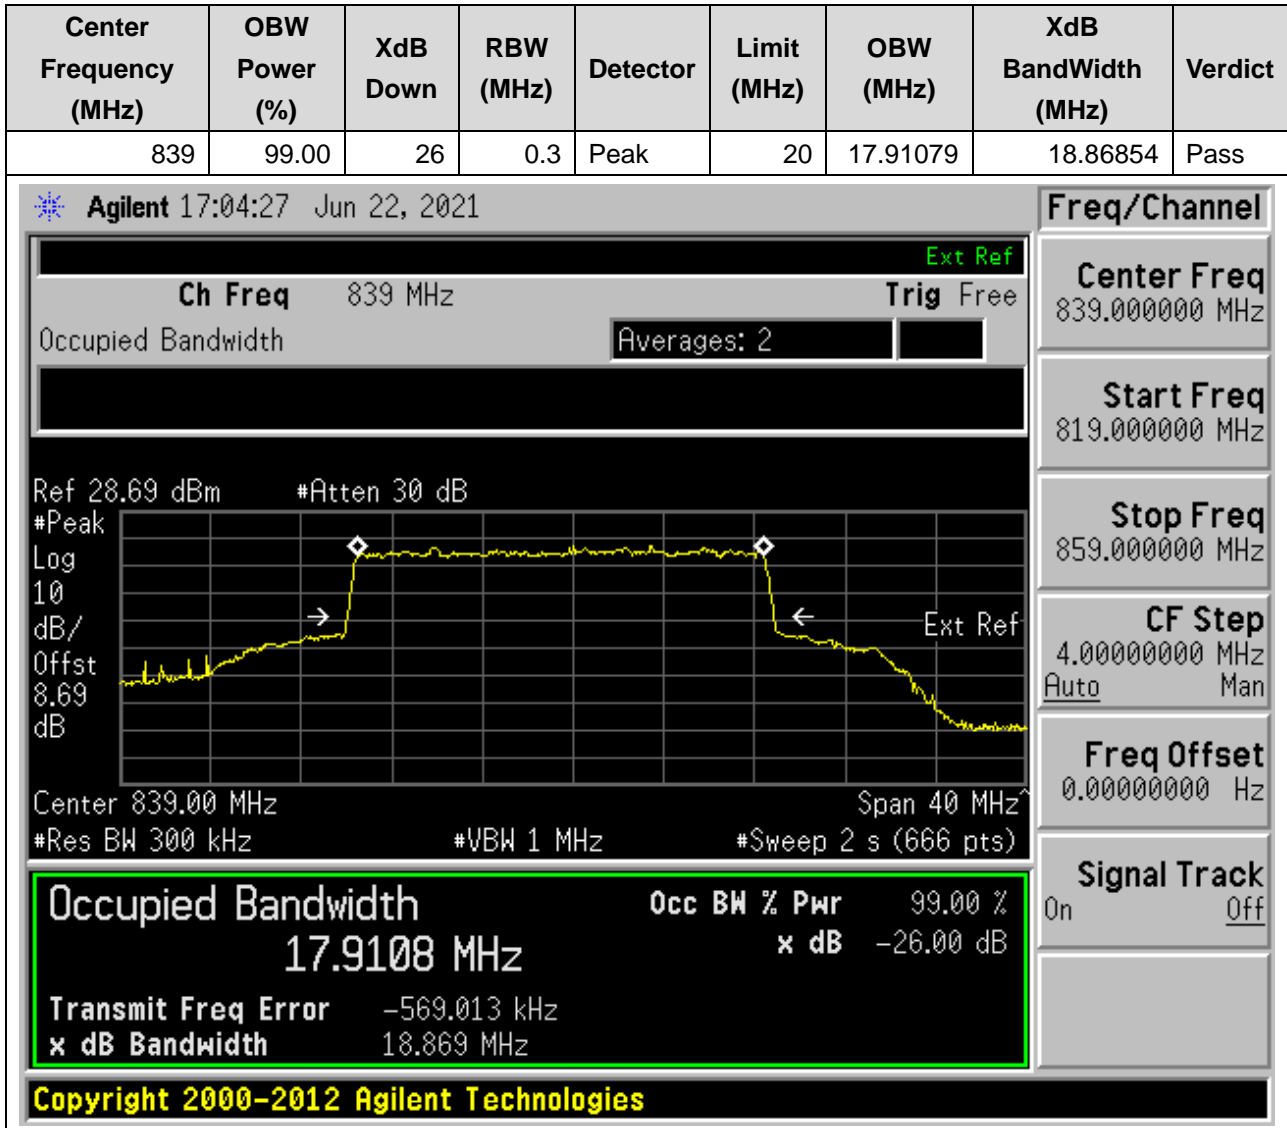 Center Frequency (MHz) OBW Power (%) XdB Down RBW (MHz) Detector Limit (MHz) OBW (MHz) XdB BandWidth (MHz) Verdict
839 99.00 26 0.3 Peak 20 17.91079 18.86854 Pass
Agilent 17:04:27 Jun 22, 2021
Freq/Channel
Ext Ref
Ch Freq 839 MHz Trig Free
Occupied Bandwidth Averages: 2
Center Freq
839.000000 MHz
Start Freq
819.000000 MHz
Stop Freq
859.000000 MHz
CF Step
4.00000000 MHz
Auto Man
Freq Offset
0.00000000 Hz
Signal Track
On Off
Ref 28.69 dBm #Atten 30 dB
#Peak
Log
10
dB/
Offst
8.69
dB
Ext Ref
Center 839.00 MHz Span 40 MHz^
#Res BW 300 kHz #VBW 1 MHz #Sweep 2 s (666 pts)
Occupied Bandwidth
17.9108 MHz
Occ BW % Pwr 99.00 %
x dB -26.00 dB
Transmit Freq Error -569.013 kHz
x dB Bandwidth 18.869 MHz
Copyright 2000-2012 Agilent Technologies